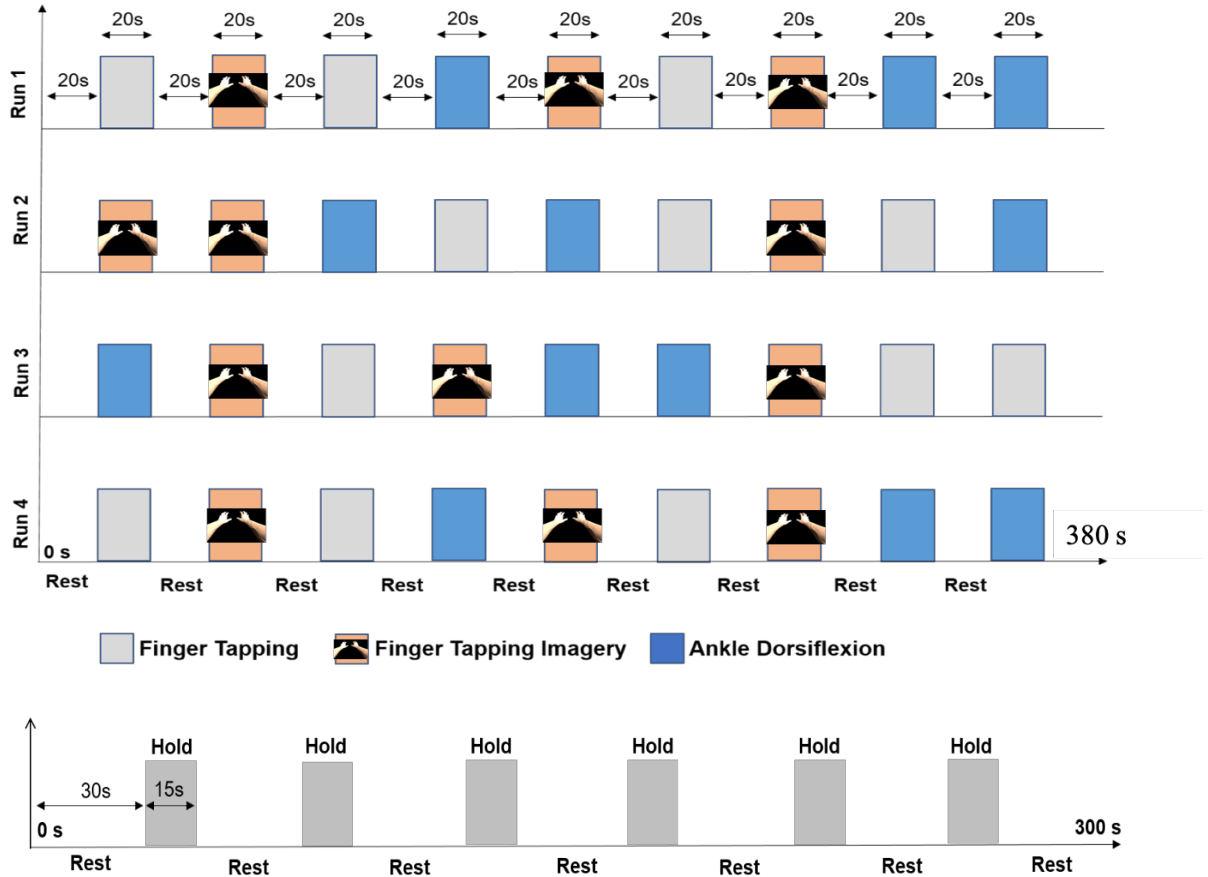 20s 20s 20s 20s 20s 20s 20s 20s 20s
20s 20s 20s 20s 20s 20s 20s 20s 20s
Run 1
Run 2
Run 3
Run 4
0 s
380 s
Rest Rest Rest Rest Rest Rest Rest Rest Rest
Finger Tapping Finger Tapping Imagery Ankle Dorsiflexion
Hold Hold Hold Hold Hold Hold
30s 15s
0 s 300 s
Rest Rest Rest Rest Rest Rest Rest